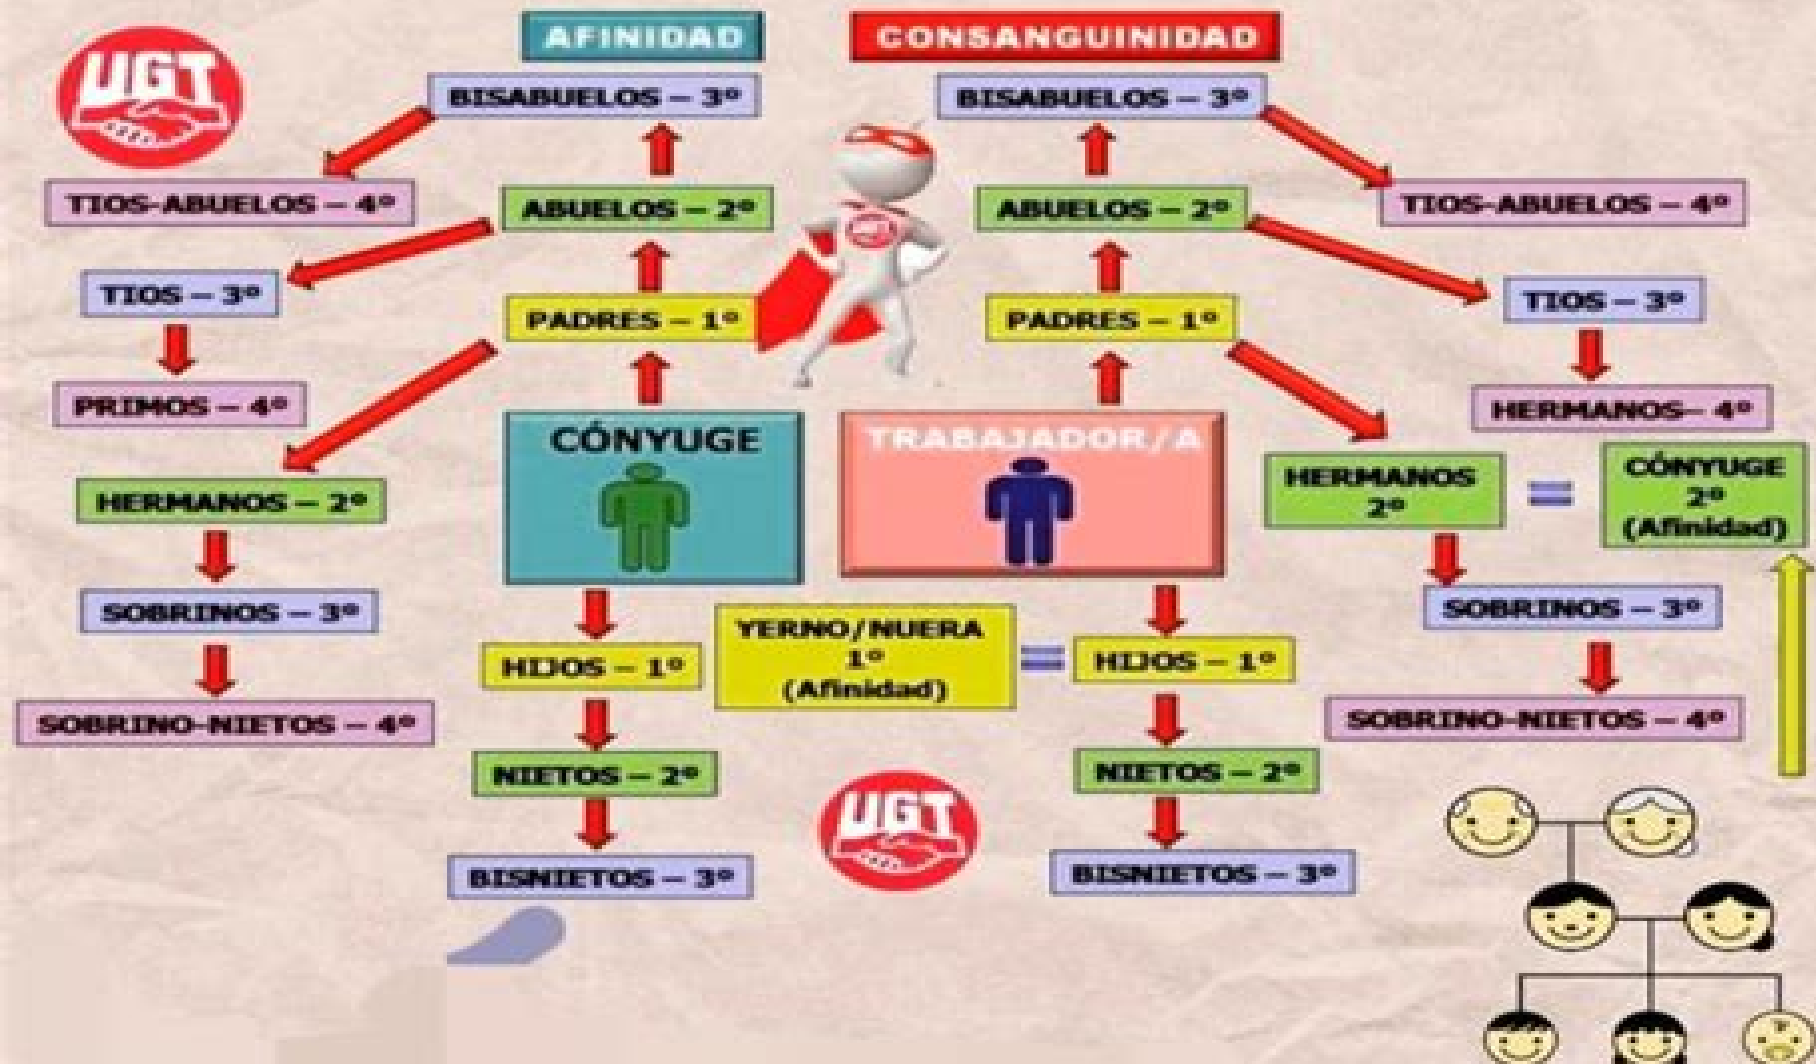 AFINIDAD
CONSANGUINIDAD
UGT
BISABUELOS – 3º
BISABUELOS – 3º
TIOS-ABUELOS – 4º
ABUELOS – 2º
UGT
ABUELOS – 2º
TIOS-ABUELOS – 4º
TIOS – 3º
PADRES – 1º
PADRES – 1º
TIOS – 3º
PRIMOS – 4º
HERMANOS– 4º
CÓNYUGE
TRABAJADOR/A
HERMANOS – 2º
HERMANOS
2º
CÓNYUGE
2º
(Afinidad)
SOBRINOS – 3º
YERNO/NUERA
1º
(Afinidad)
SOBRINOS – 3º
HIJOS – 1º
HIJOS – 1º
SOBRINO-NIETOS – 4º
SOBRINO-NIETOS – 4º
NIETOS – 2º
NIETOS – 2º
UGT
BISNIETOS – 3º
BISNIETOS – 3º